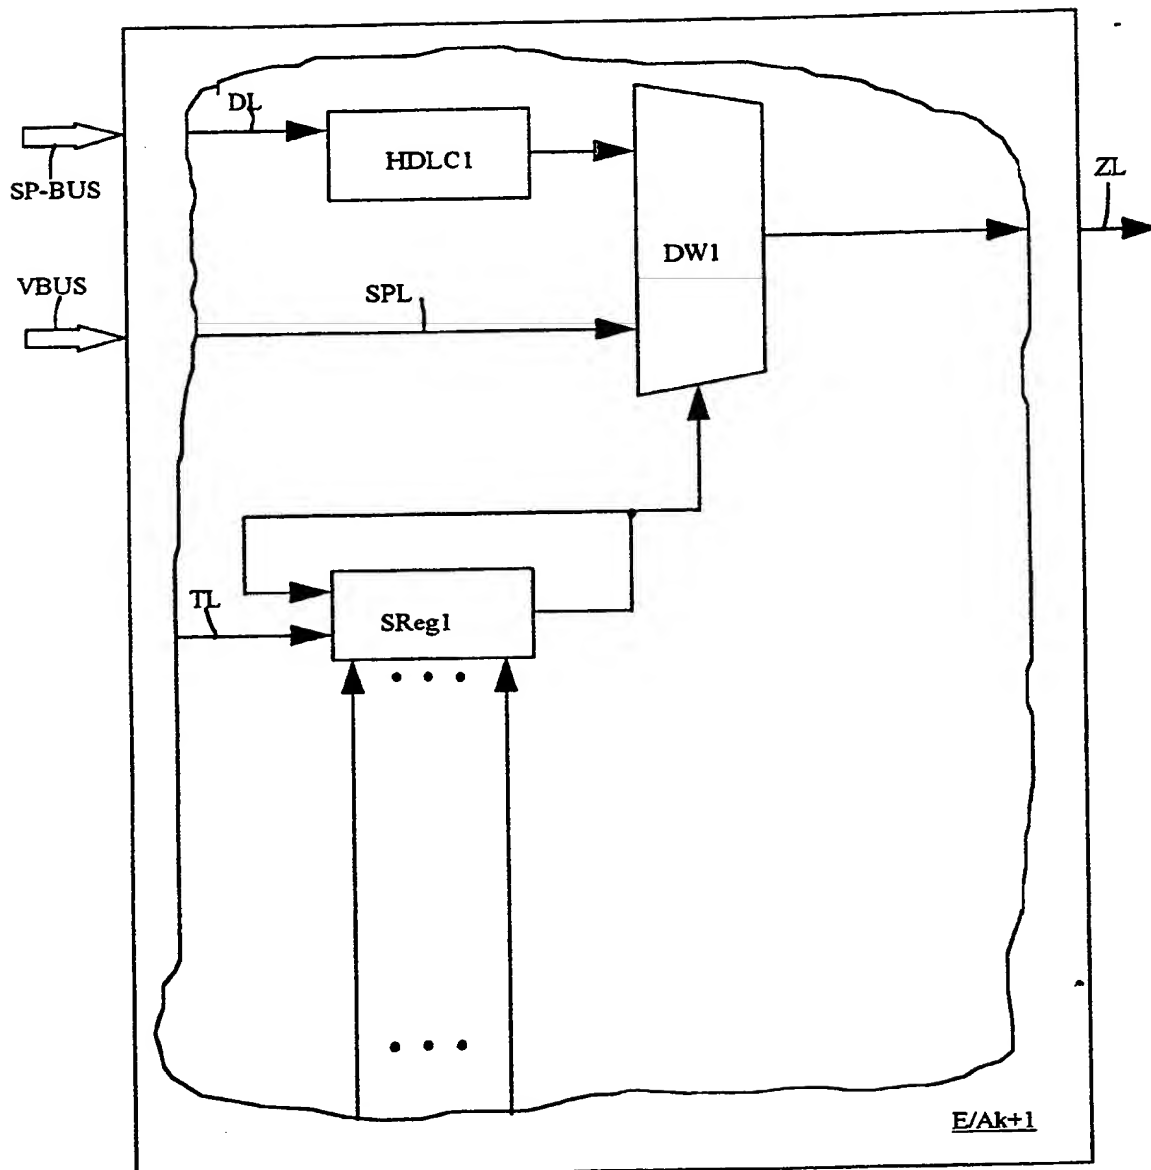 DL
HDLC1
SP-BUS
ZL
DW1
VBUS
SPL
TL
SReg1
E/Ak+1